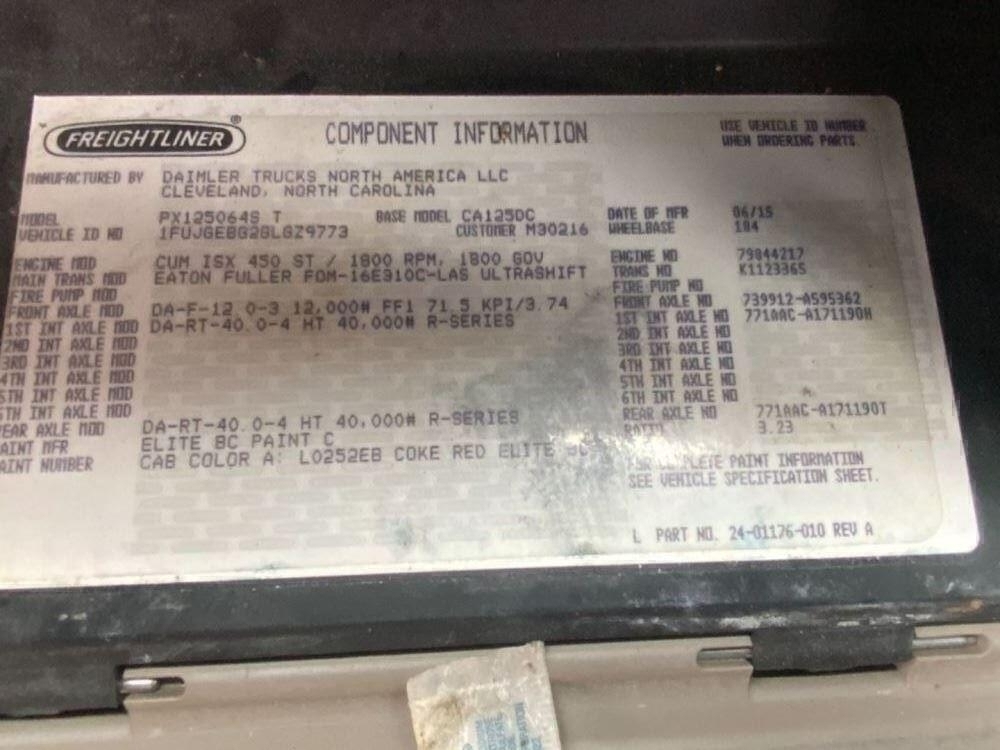 FREIGHTLINER ®
COMPONENT INFORMATION
USE VEHICLE ID NUMBER
WHEN ORDERING PARTS.
MANUFACTURED BY DAIMLER TRUCKS NORTH AMERICA LLC
CLEVELAND, NORTH CAROLINA
MODEL PX125064S T BASE MODEL CA125DC DATE OF MFR 06/15
VEHICLE ID NO 1FUJGEBG2GLGZ9773 CUSTOMER M30216 WHEELBASE 184
ENGINE MOD CUM ISX 450 ST / 1800 RPM, 1800 GOV ENGINE NO 79844217
MAIN TRANS MOD EATON FULLER FOM-16E310C-LAS ULTRASHIFT TRANS NO K1123365
FIRE PUMP MOD FIRE PUMP NO
FRONT AXLE MOD DA-F-12.0-3 12,000# FF1 71.5 KPI/3.74 FRONT AXLE NO 739912-A595362
1ST INT AXLE MOD DA-RT-40.0-4 HT 40,000# R-SERIES 1ST INT AXLE NO 771AAC-A171190H
2ND INT AXLE MOD 2ND INT AXLE NO
3RD INT AXLE MOD 3RD INT AXLE NO
4TH INT AXLE MOD 4TH INT AXLE NO
5TH INT AXLE MOD 5TH INT AXLE NO
6TH INT AXLE MOD 6TH INT AXLE NO
REAR AXLE MOD DA-RT-40.0-4 HT 40,000# R-SERIES REAR AXLE NO 771AAC-A171190T
PAINT MFR ELITE BC PAINT C RATIO 3.23
PAINT NUMBER CAB COLOR A: L0252EB COKE RED ELITE BC
FOR COMPLETE PAINT INFORMATION
SEE VEHICLE SPECIFICATION SHEET.
L PART NO. 24-01176-010 REV A